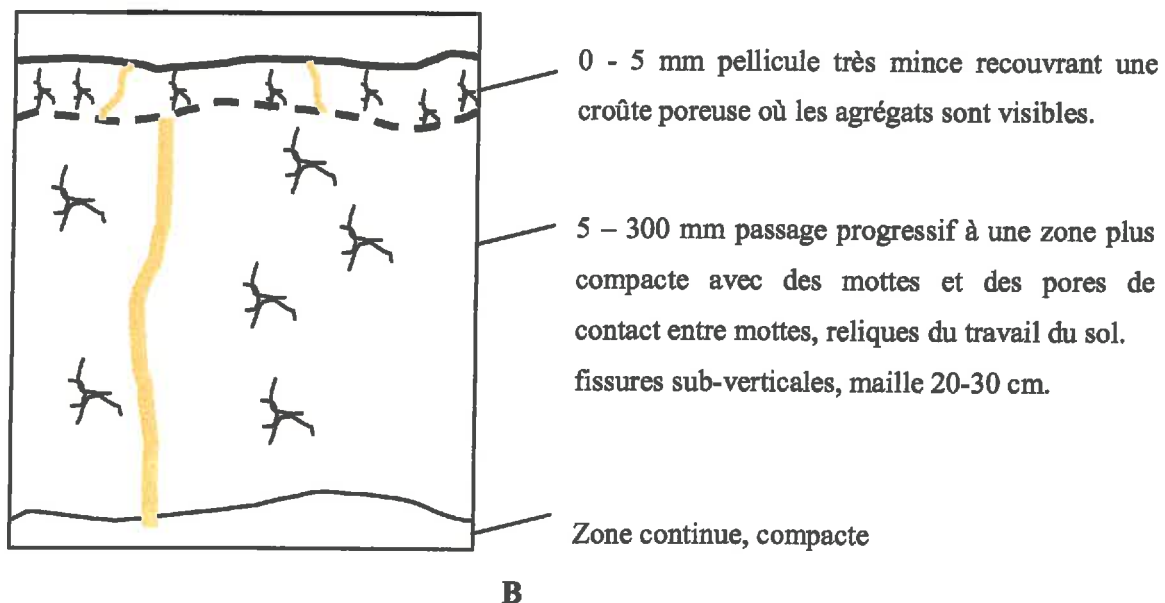 0 - 5 mm pellicule très mince recouvrant une
croûte poreuse où les agrégats sont visibles.
5 – 300 mm passage progressif à une zone plus
compacte avec des mottes et des pores de
contact entre mottes, reliques du travail du sol.
fissures sub-verticales, maille 20-30 cm.
Zone continue, compacte
B